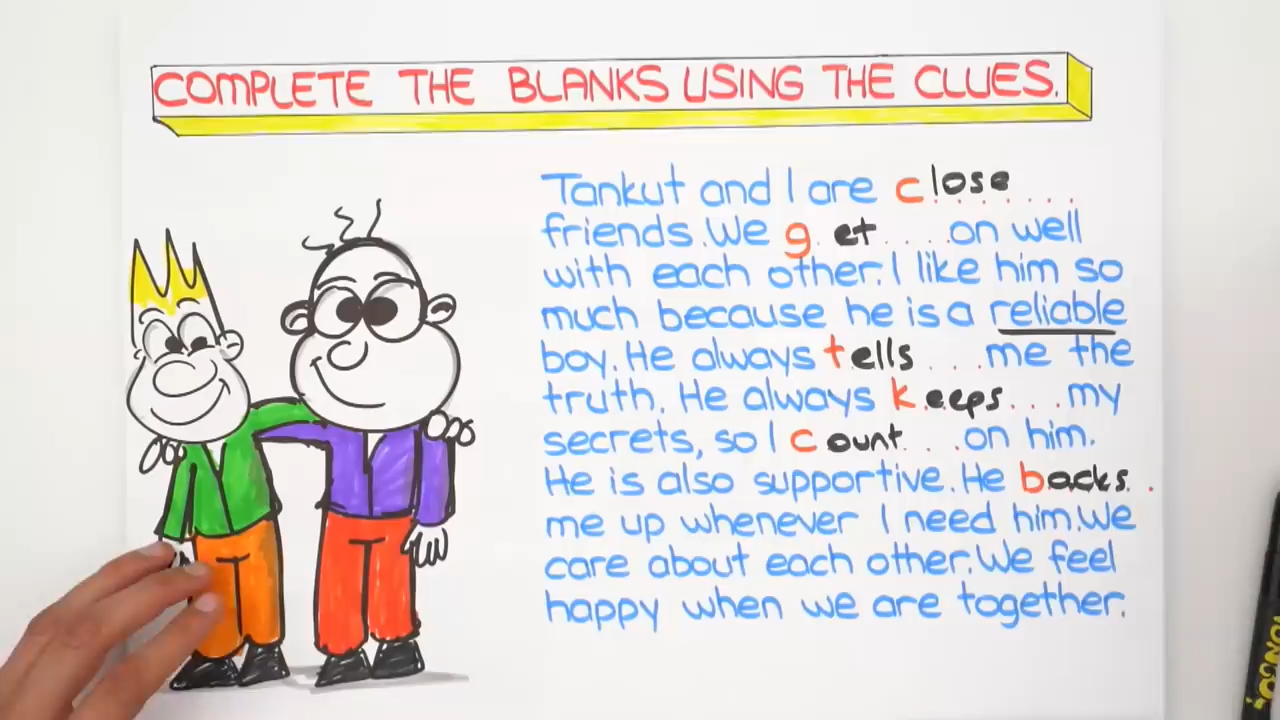 COMPLETE THE BLANKS USING THE CLUES.
Tankut and I are close........
friends. We get.... on well
with each other. I like him so
much because he is a reliable
boy. He always tells.... me the
truth. He always keeps... my
secrets, so I count.. on him.
He is also supportive. He backs..
me up whenever I need him. We
care about each other. We feel
happy when we are together.